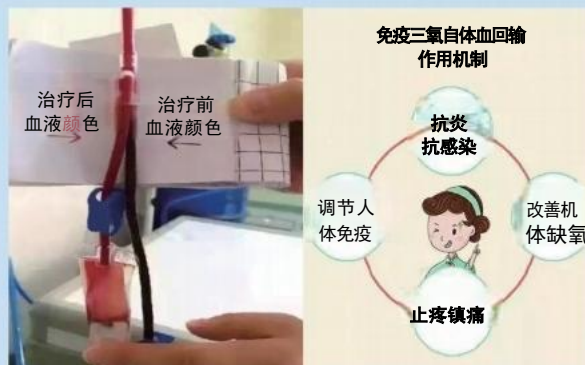 治疗后
血液颜色
治疗前
血液颜色
免疫三氧自体血回输
作用机制
抗炎
抗感染
调节人
体免疫
改善机
体缺氧
止疼镇痛